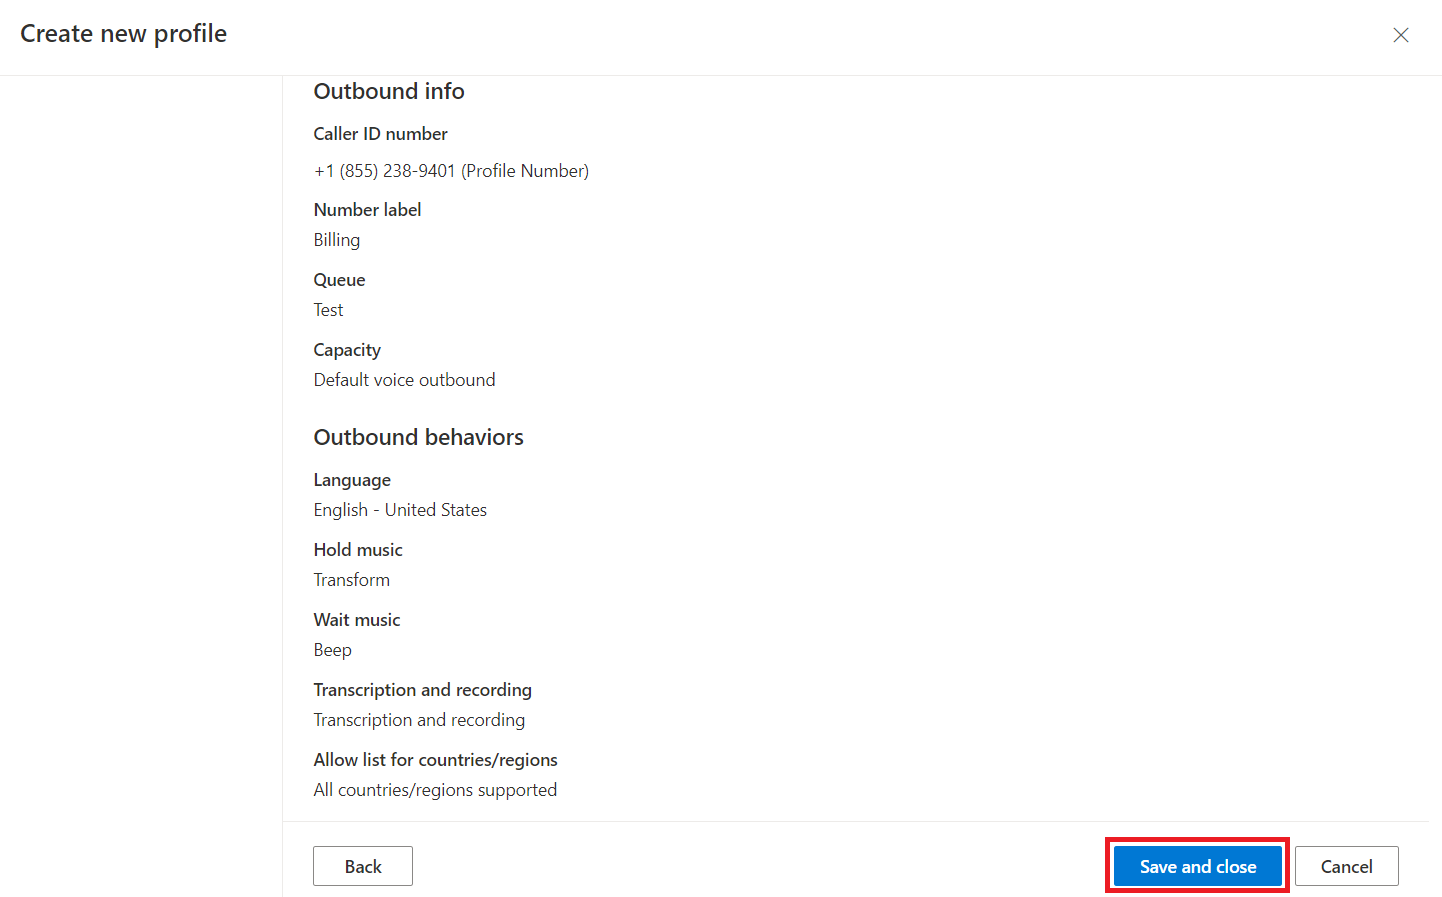 Create new profile
Outbound info
Caller ID number
+1 (855) 238-9401 (Profile Number)
Number label
Billing
Queue
Test
Capacity
Default voice outbound
Outbound behaviors
Language
English - United States
Hold music
Transform
Wait music
Beep
Transcription and recording
Transcription and recording
Allow list for countries/regions
All countries/regions supported
Back
Save and close
Cancel